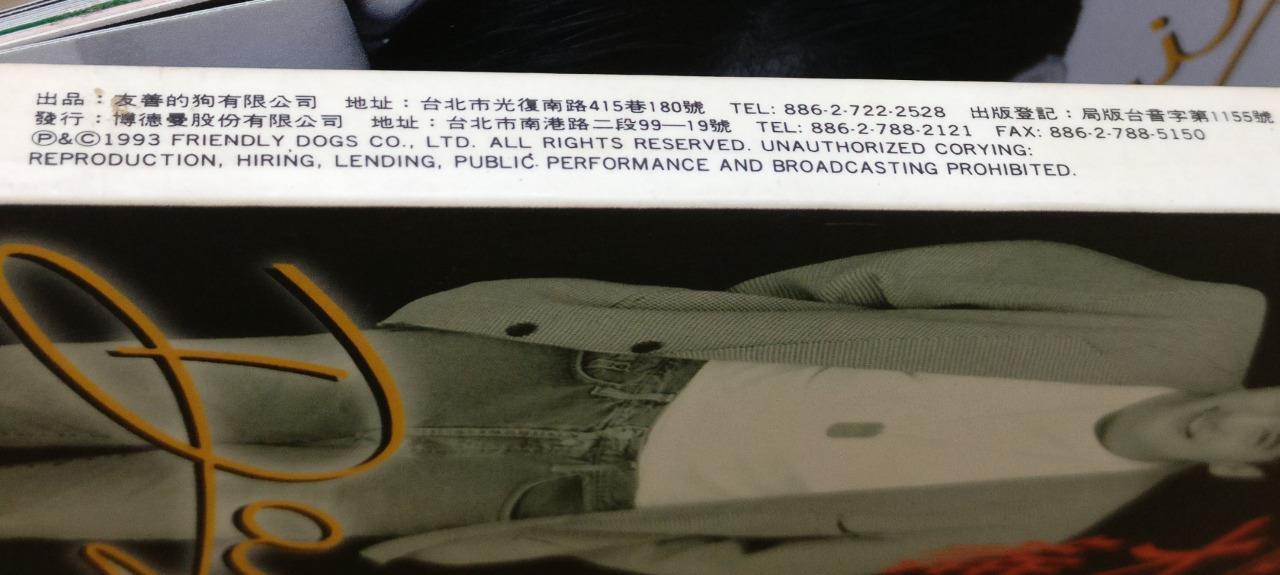 出品：友善的狗有限公司 地址：台北市光復南路415巷180號 TEL: 886-2-722-2528 出版登記：局版台音字第1155號
發行：博德曼股份有限公司 地址：台北市南港路二段99—19號 TEL: 886-2-788-2121 FAX: 886-2-788-5150
Ⓟ&©1993 FRIENDLY DOGS CO., LTD. ALL RIGHTS RESERVED. UNAUTHORIZED CORYING:
REPRODUCTION, HIRING, LENDING, PUBLIC PERFORMANCE AND BROADCASTING PROHIBITED.